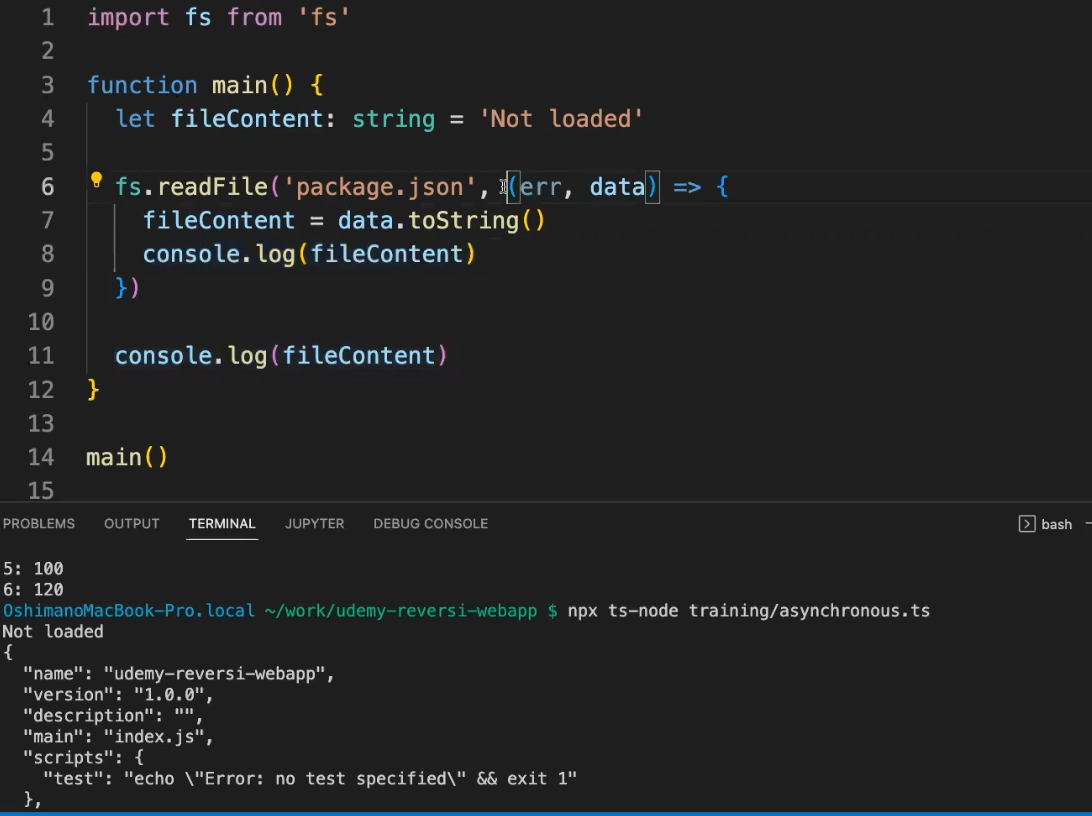 1 import fs from 'fs'
2
3 function main() {
4 let fileContent: string = 'Not loaded'
5
6 fs.readFile('package.json', (err, data) => {
7 fileContent = data.toString()
8 console.log(fileContent)
9 })
10
11 console.log(fileContent)
12 }
13
14 main()
15
PROBLEMS OUTPUT TERMINAL JUPYTER DEBUG CONSOLE bash
5: 100
6: 120
OshimanoMacBook-Pro.local ~/work/udemy-reversi-webapp $ npx ts-node training/asynchronous.ts
Not loaded
{
"name": "udemy-reversi-webapp",
"version": "1.0.0",
"description": "",
"main": "index.js",
"scripts": {
"test": "echo \"Error: no test specified\" && exit 1"
},